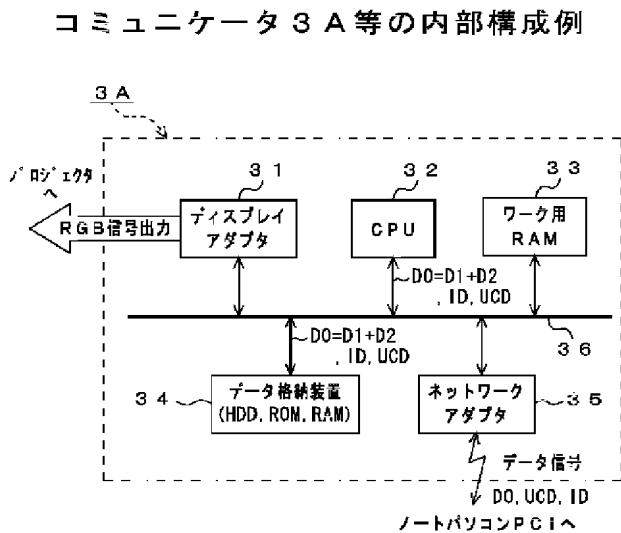 コミュニケータ３Ａ等の内部構成例
３Ａ
プロジェクタ
へ
ＲＧＢ信号出力
３１
ディスプレイ
アダプタ
３２
ＣＰＵ
３３
ワーク用
ＲＡＭ
D0=D1+D2
,ID,UCD
D0=D1+D2
,ID,UCD
３６
３４
データ格納装置
(HDD,ROM,RAM)
ネットワーク
アダプタ
３５
データ信号
D0,UCD,ID
ノートパソコンＰＣiへ